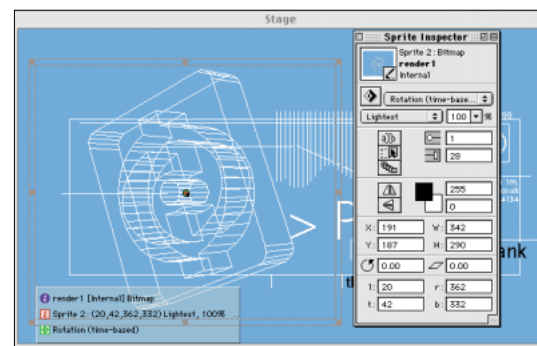 Stage
Sprite Inspector
Sprite 2: Bitmap
render1
Internal
Rotation (time-base...
Lightest 100 %
1
28
255
0
X: 191 W: 342
Y: 187 H: 290
0.00 0.00
l: 20 r: 362
t: 42 b: 332
> P
ank
render1 [Internal] Bitmap
Sprite 2: (20,42,362,332) Lightest, 100% ...
Rotation (time-based)